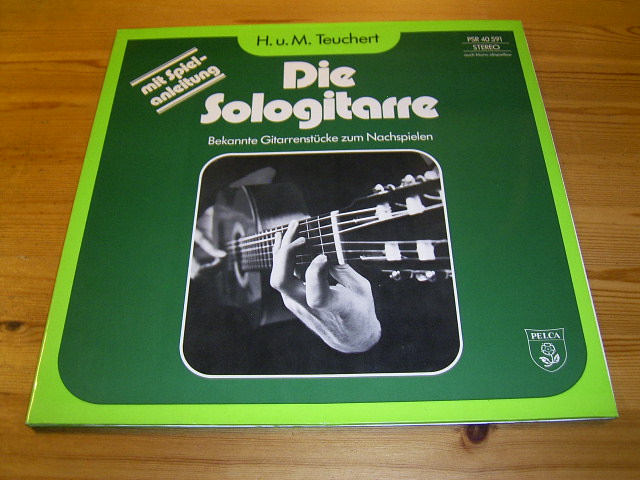 H. u. M. Teuchert
PSR 40 591
STEREO
mit Spiel-
anleitung
Die
Sologitarre
Bekannte Gitarrenstücke zum Nachspielen
PELCA